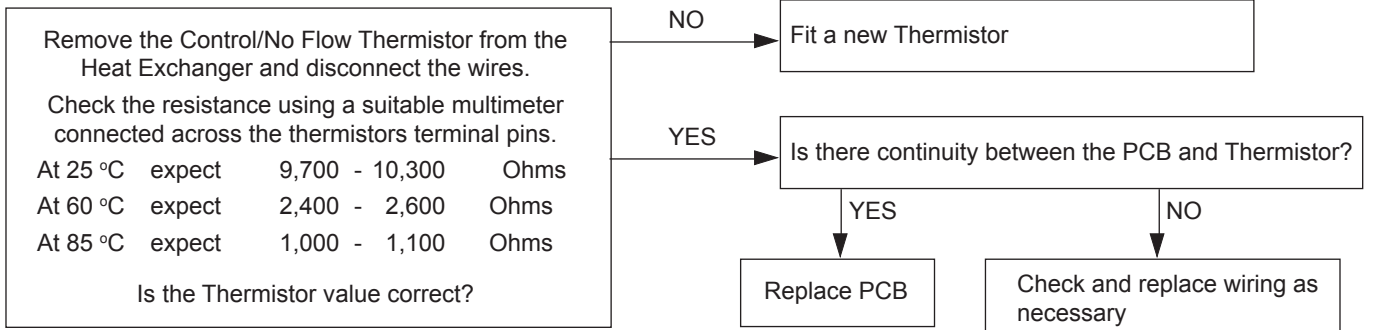 Remove the Control/No Flow Thermistor from the
Heat Exchanger and disconnect the wires.
Check the resistance using a suitable multimeter
connected across the thermistors terminal pins.
At 25 °C expect 9,700 - 10,300 Ohms
At 60 °C expect 2,400 - 2,600 Ohms
At 85 °C expect 1,000 - 1,100 Ohms
Is the Thermistor value correct?
NO
Fit a new Thermistor
YES
Is there continuity between the PCB and Thermistor?
YES
NO
Replace PCB
Check and replace wiring as
necessary